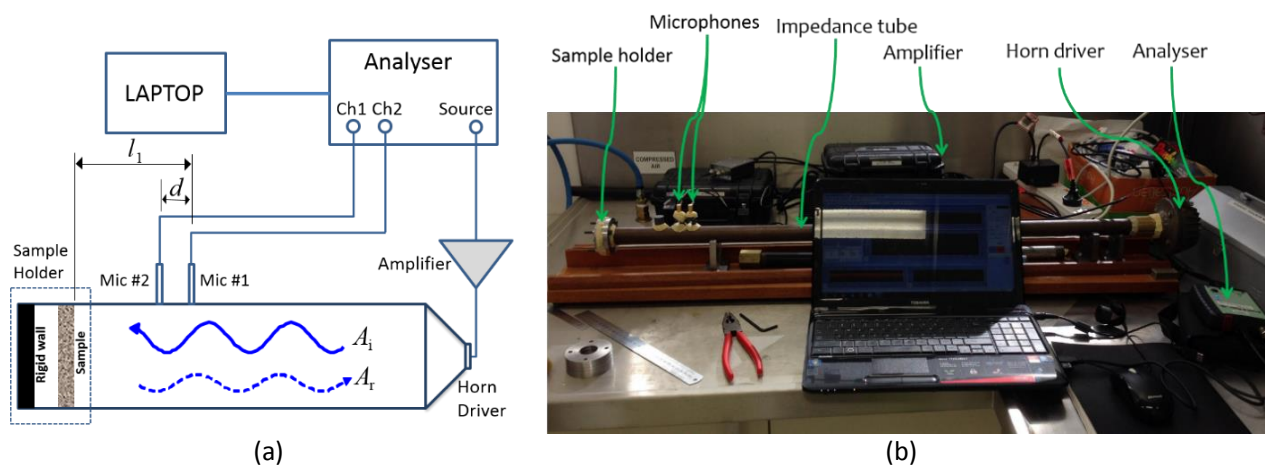 Analyser
LAPTOP
Ch1 Ch2 Source
l1
d
Sample
Holder
Mic #2
Mic #1
Amplifier
Rigid wall
Sample
Ai
Ar
Horn
Driver
(a)
Microphones
Impedance tube
Sample holder
Amplifier
Horn driver
Analyser
COMPRESSED
AIR
TOSHIBA
(b)